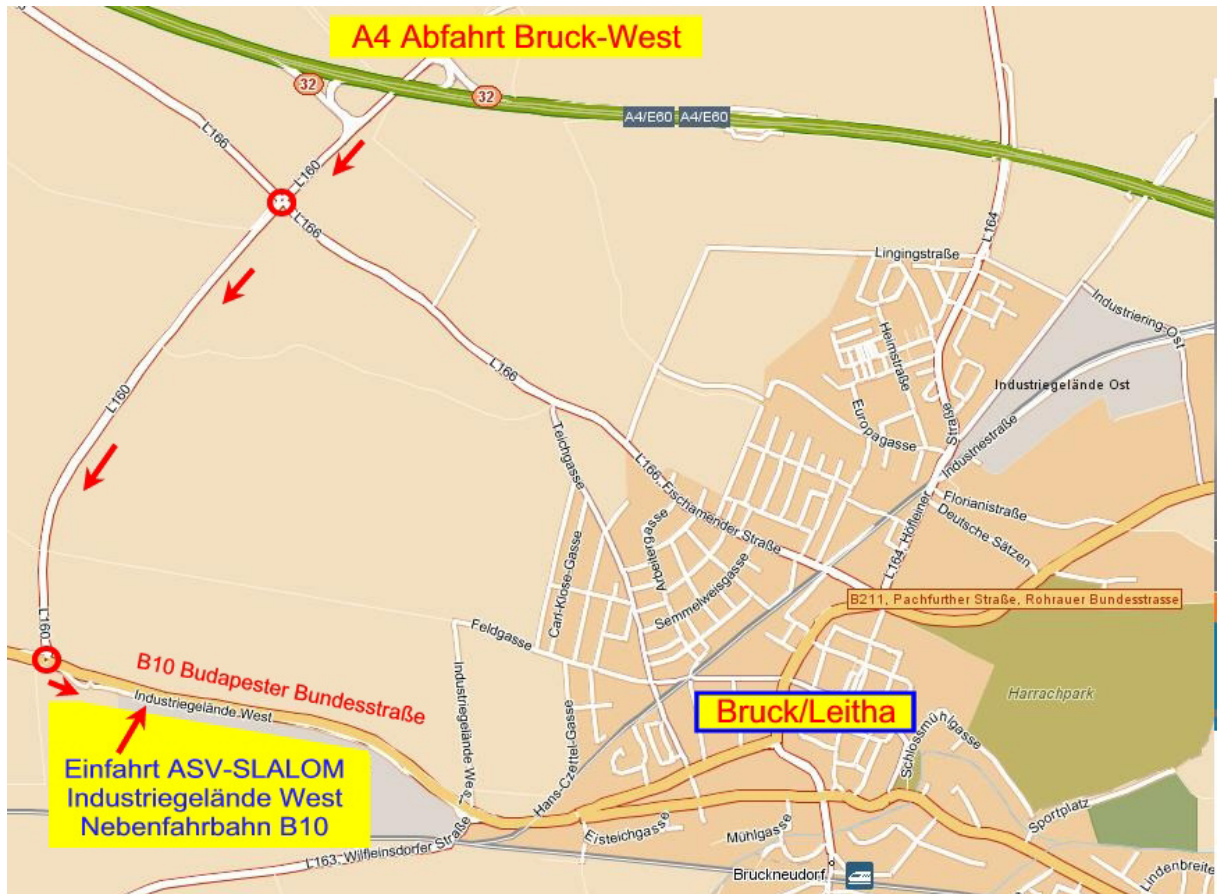 A4 Abfahrt Bruck-West
32
32
A4/E60
A4/E60
L166
L160
L166
L164
Lingingstraße
Industriering-Ost
Heimstraße
L160
L166
Industriegelände Ost
Europagasse
Straße
Industriestraße
Teichgasse
L166, Fischamender Straße
Florianistraße
Deutsche Sätzen
L164, Höfleiner
Arbeitergasse
Carl-Klose-Gasse
Semmelweisgasse
B211, Pachfurther Straße, Rohrauer Bundesstrasse
L160
Feldgasse
B10 Budapester Bundesstraße
Industriegelände West
Industriegelände We
s
Harrachpark
Bruck/Leitha
Schlossmühlgasse
Hans-Czettel-Gasse
Einfahrt ASV-SLALOM
Industriegelände West
Nebenfahrbahn B10
Eisteichgasse
Mühlgasse
Sportplatz
L163, Wilfleinsdorfer Straße
Bruckneudorf
Lindenbreite